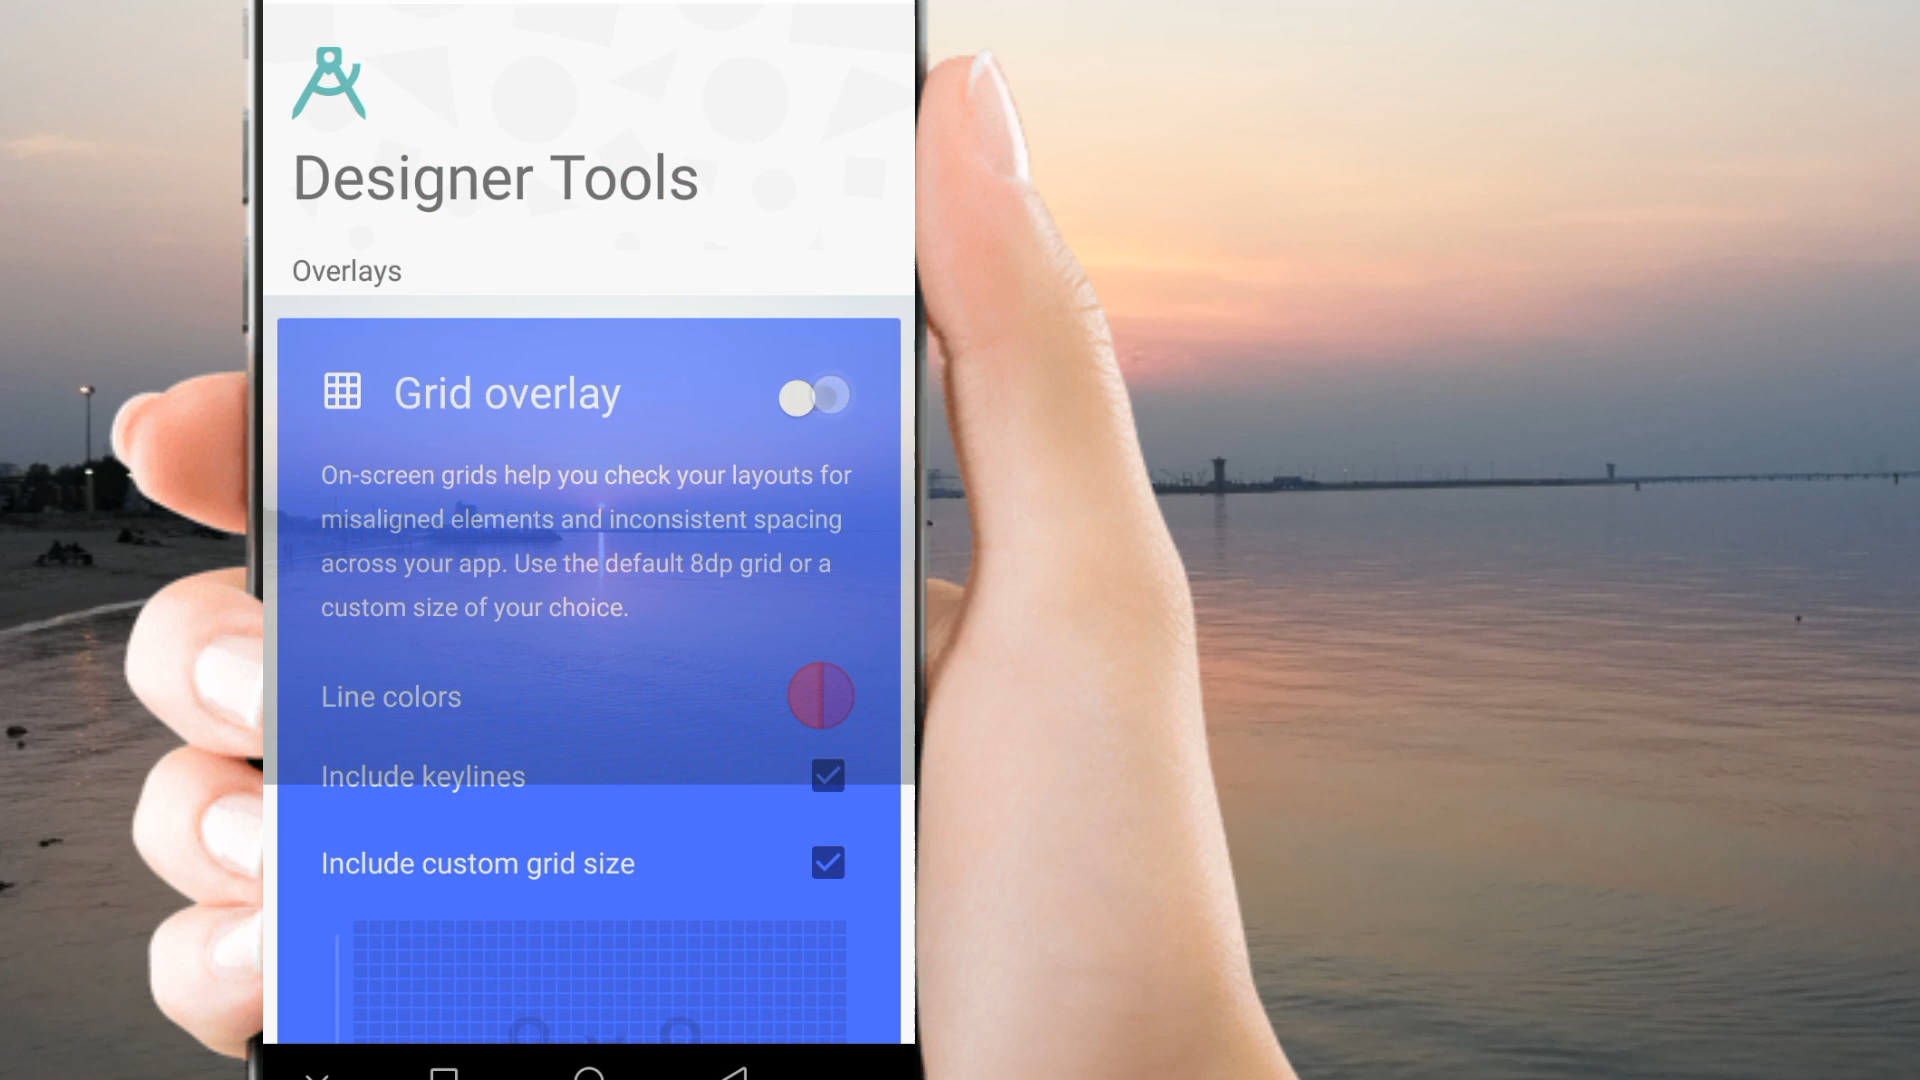 Designer Tools
Overlays
Grid overlay
On-screen grids help you check your layouts for
misaligned elements and inconsistent spacing
across your app. Use the default 8dp grid or a
custom size of your choice.
Line colors
Include keylines
Include custom grid size